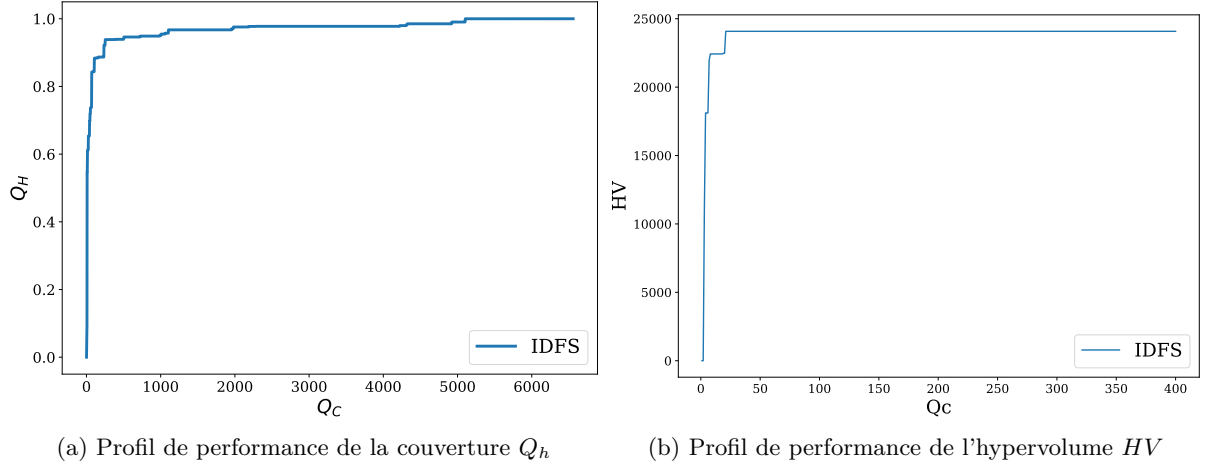 1.0
0.8
0.6
0.4
0.2
0.0
Q_H
0 1000 2000 3000 4000 5000 6000
Q_C
IDFS
(a) Profil de performance de la couverture Q_h
25000
20000
15000
10000
5000
0
HV
0 50 100 150 200 250 300 350 400
Qc
IDFS
(b) Profil de performance de l'hypervolume HV